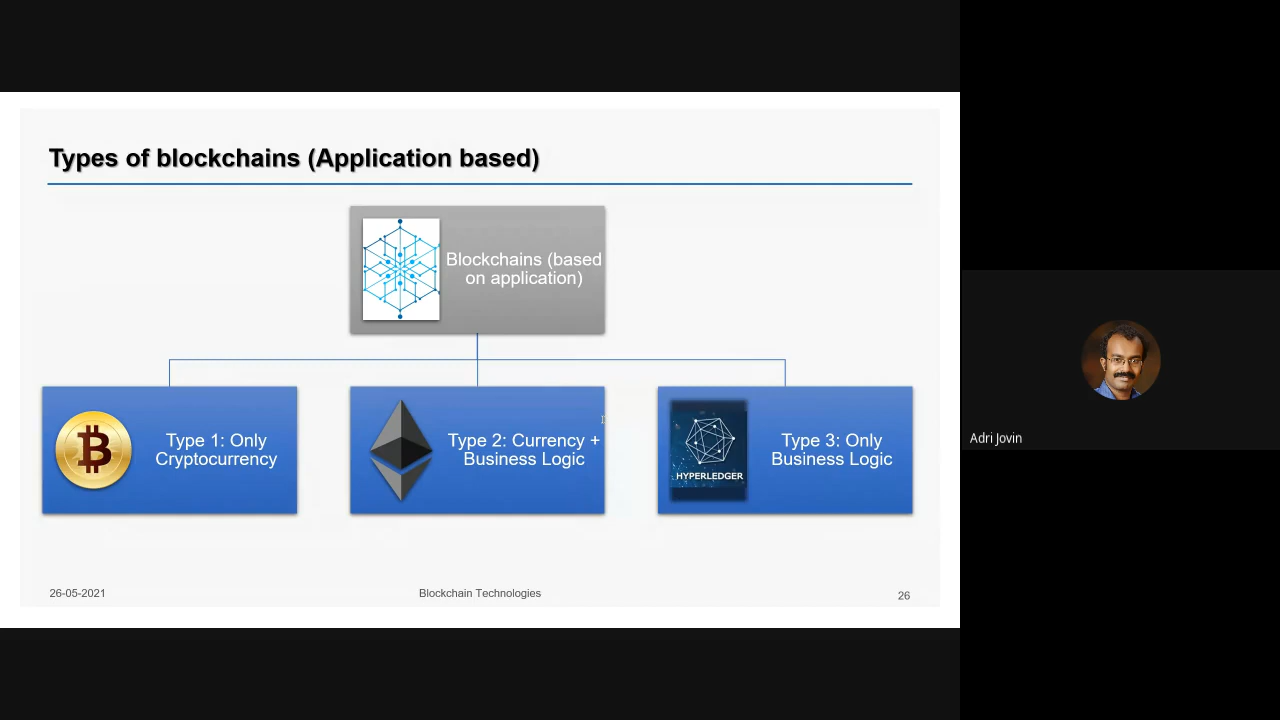 Types of blockchains (Application based)
Blockchains (based
on application)
Type 1: Only
Cryptocurrency
Type 2: Currency +
Business Logic
HYPERLEDGER
Type 3: Only
Business Logic
Adri Jovin
26-05-2021
Blockchain Technologies
26